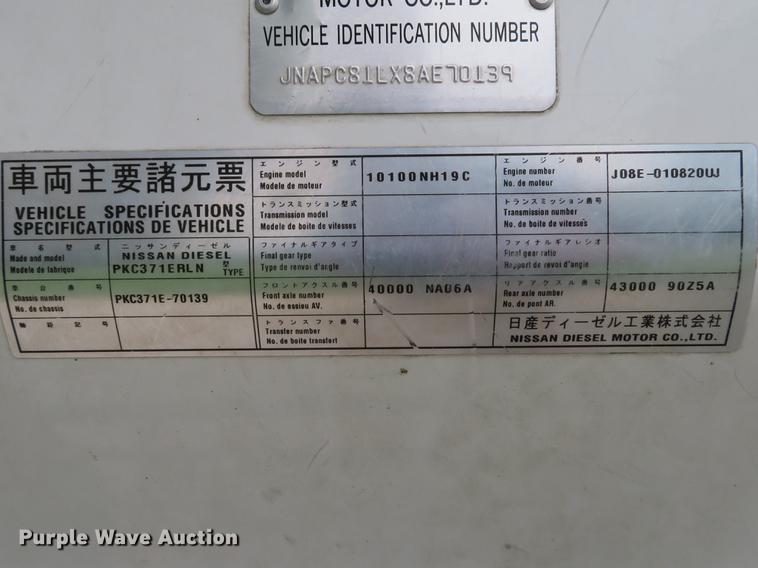 MOTOR CO.,LTD.
VEHICLE IDENTIFICATION NUMBER
JNAPC81LX8AE70139
車両主要諸元票
VEHICLE SPECIFICATIONS
SPECIFICATIONS DE VEHICLE
車名型式
Made and model
Modele de fabrique
ニッサンディーゼル
NISSAN DIESEL
PKC371ERLN 型 TYPE
車台番号
Chassis number
No. de chassis
PKC371E-70139
エンジン型式
Engine model
Modele de moteur
10100NH19C
エンジン番号
Engine number
No. de moteur
J08E-010820UJ
トランスミッション型式
Transmission model
Modele de boite de vitesses
トランスミッション番号
Transmission number
No. de boite de vitesses
ファイナルギアタイプ
Final gear type
Type de renvoi d'angle
ファイナルギアレシオ
Final gear ratio
Rapport de renvoi d'angle
フロントアクスル番号
Front axle number
No. de essieu AV.
40000 NA06A
リアアクスル番号
Rear axle number
No. de pont AR.
43000 90Z5A
トランスファ番号
Transfer number
No. de boite transfert
日産ディーゼル工業株式会社
NISSAN DIESEL MOTOR CO.,LTD.
Purple Wave Auction